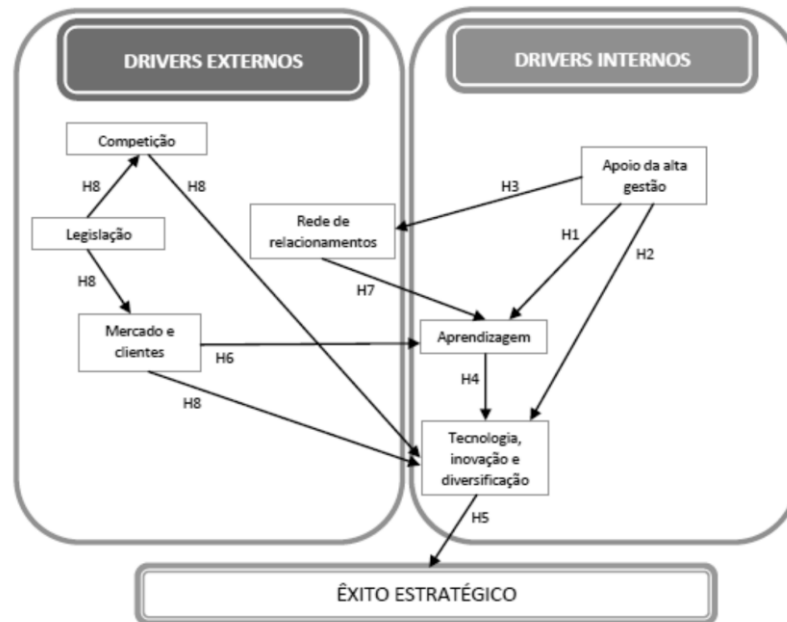 DRIVERS EXTERNOS
DRIVERS INTERNOS
Competição
Apoio da alta
gestão
H8
H8
H3
Rede de
relacionamentos
Legislação
H1
H2
H8
H7
Mercado e
clientes
Aprendizagem
H6
H4
H8
Tecnologia,
inovação e
diversificação
H5
ÊXITO ESTRATÉGICO